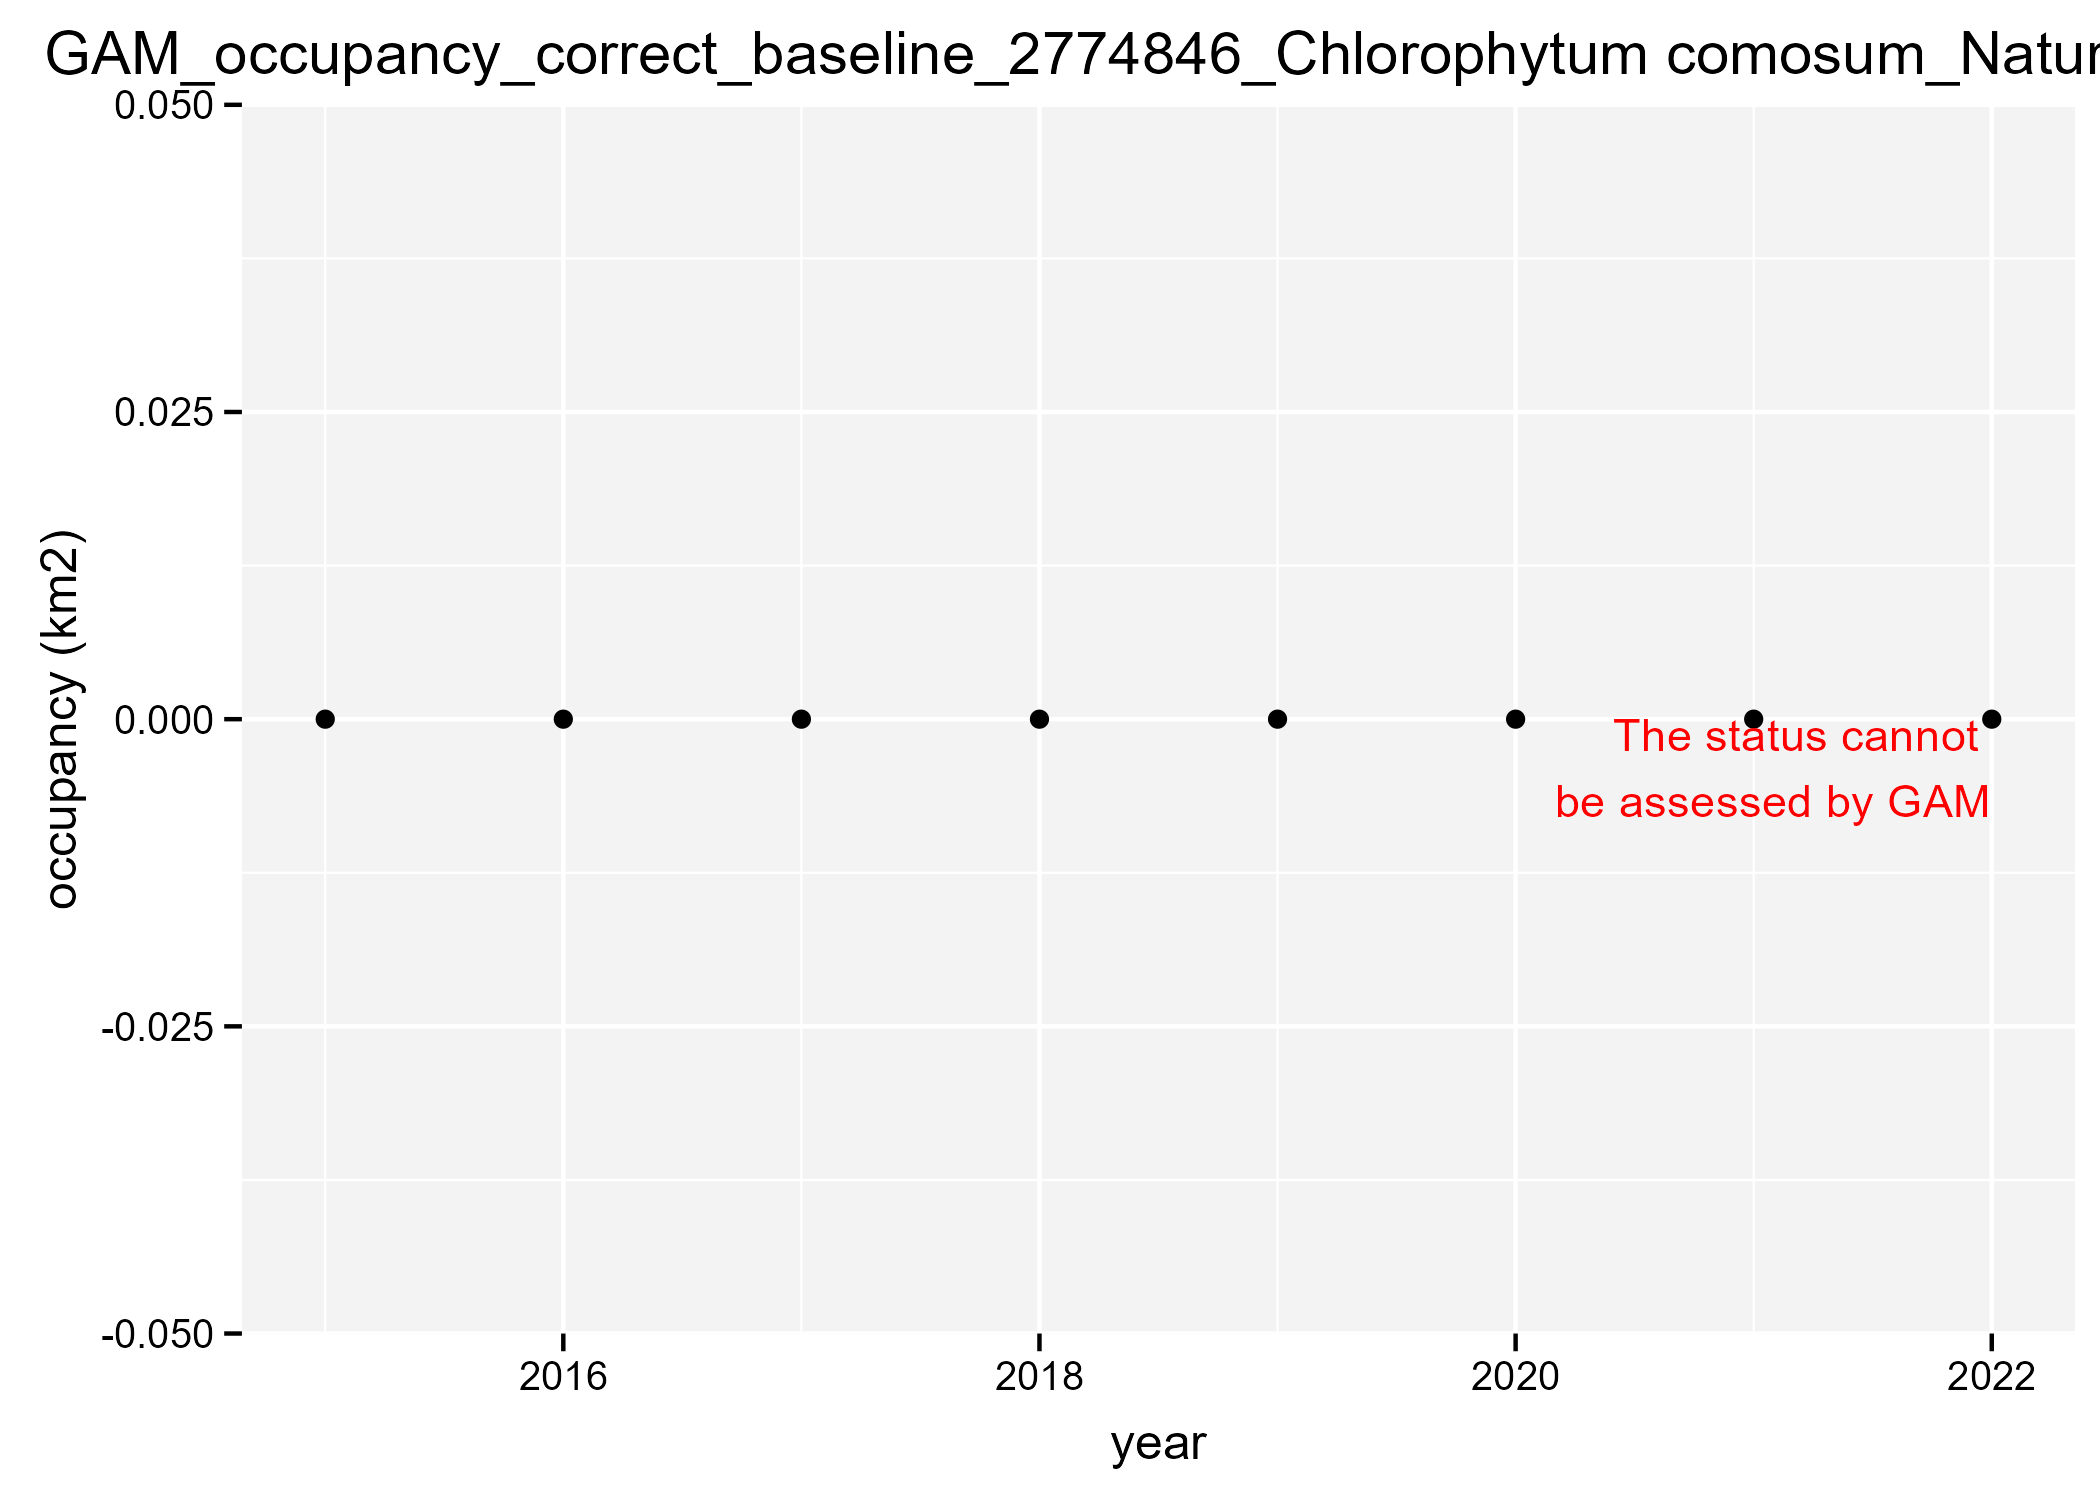 GAM_occupancy_correct_baseline_2774846_Chlorophytum comosum_Natur
0.050
0.025
0.000
-0.025
-0.050
occupancy (km2)
The status cannot
be assessed by GAM
2016 2018 2020 2022
year